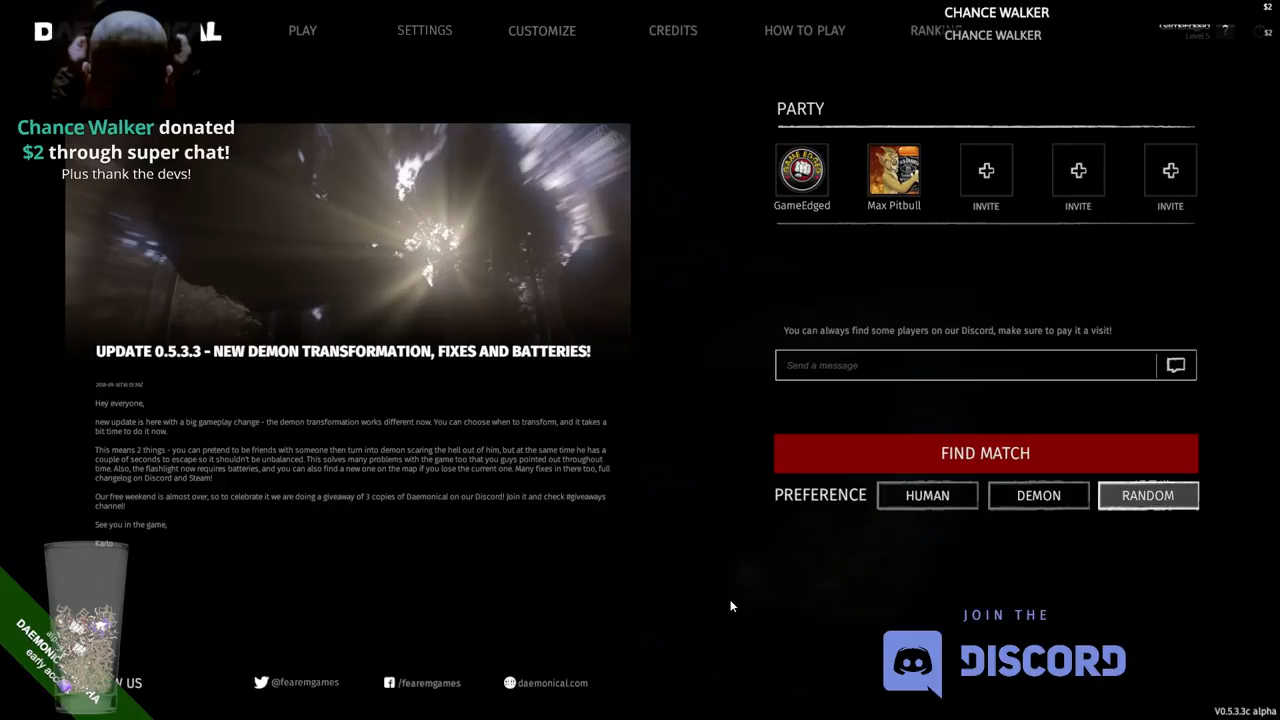 CHANCE WALKER
$2
PLAY
SETTINGS
CUSTOMIZE
CREDITS
HOW TO PLAY
CHANCE WALKER
?
$2
Level 5
Chance Walker donated
$2 through super chat!
Plus thank the devs!
PARTY
GAME EDGED
GameEdged
Max Pitbull
INVITE
INVITE
INVITE
UPDATE 0.5.3.3 - NEW DEMON TRANSFORMATION, FIXES AND BATTERIES!
Hey everyone,
new update is here with a big gameplay change - the demon transformation works different now. You can choose when to transform, and it takes a
bit time to do it now.
This means 2 things - you can pretend to be friends with someone then turn into demon scaring the hell out of him, but at the same time he has a
couple of seconds to escape so it shouldn't be unbalanced. This solves many problems with the game too that you guys pointed out throughout
time. Also, the flashlight now requires batteries, and you can also find a new one on the map if you lose the current one. Many fixes in there too, full
changelog on Discord and Steam!
Our free weekend is almost over, so to celebrate it we are doing a giveaway of 3 copies of Daemonical on our Discord! Join it and check #giveaways
channel!
See you in the game,
Karlo
You can always find some players on our Discord, make sure to pay it a visit!
Send a message
FIND MATCH
PREFERENCE
HUMAN
DEMON
RANDOM
JOIN THE
DISCORD
US
@fearemgames
/fearemgames
daemonical.com
V0.5.3.3c alpha